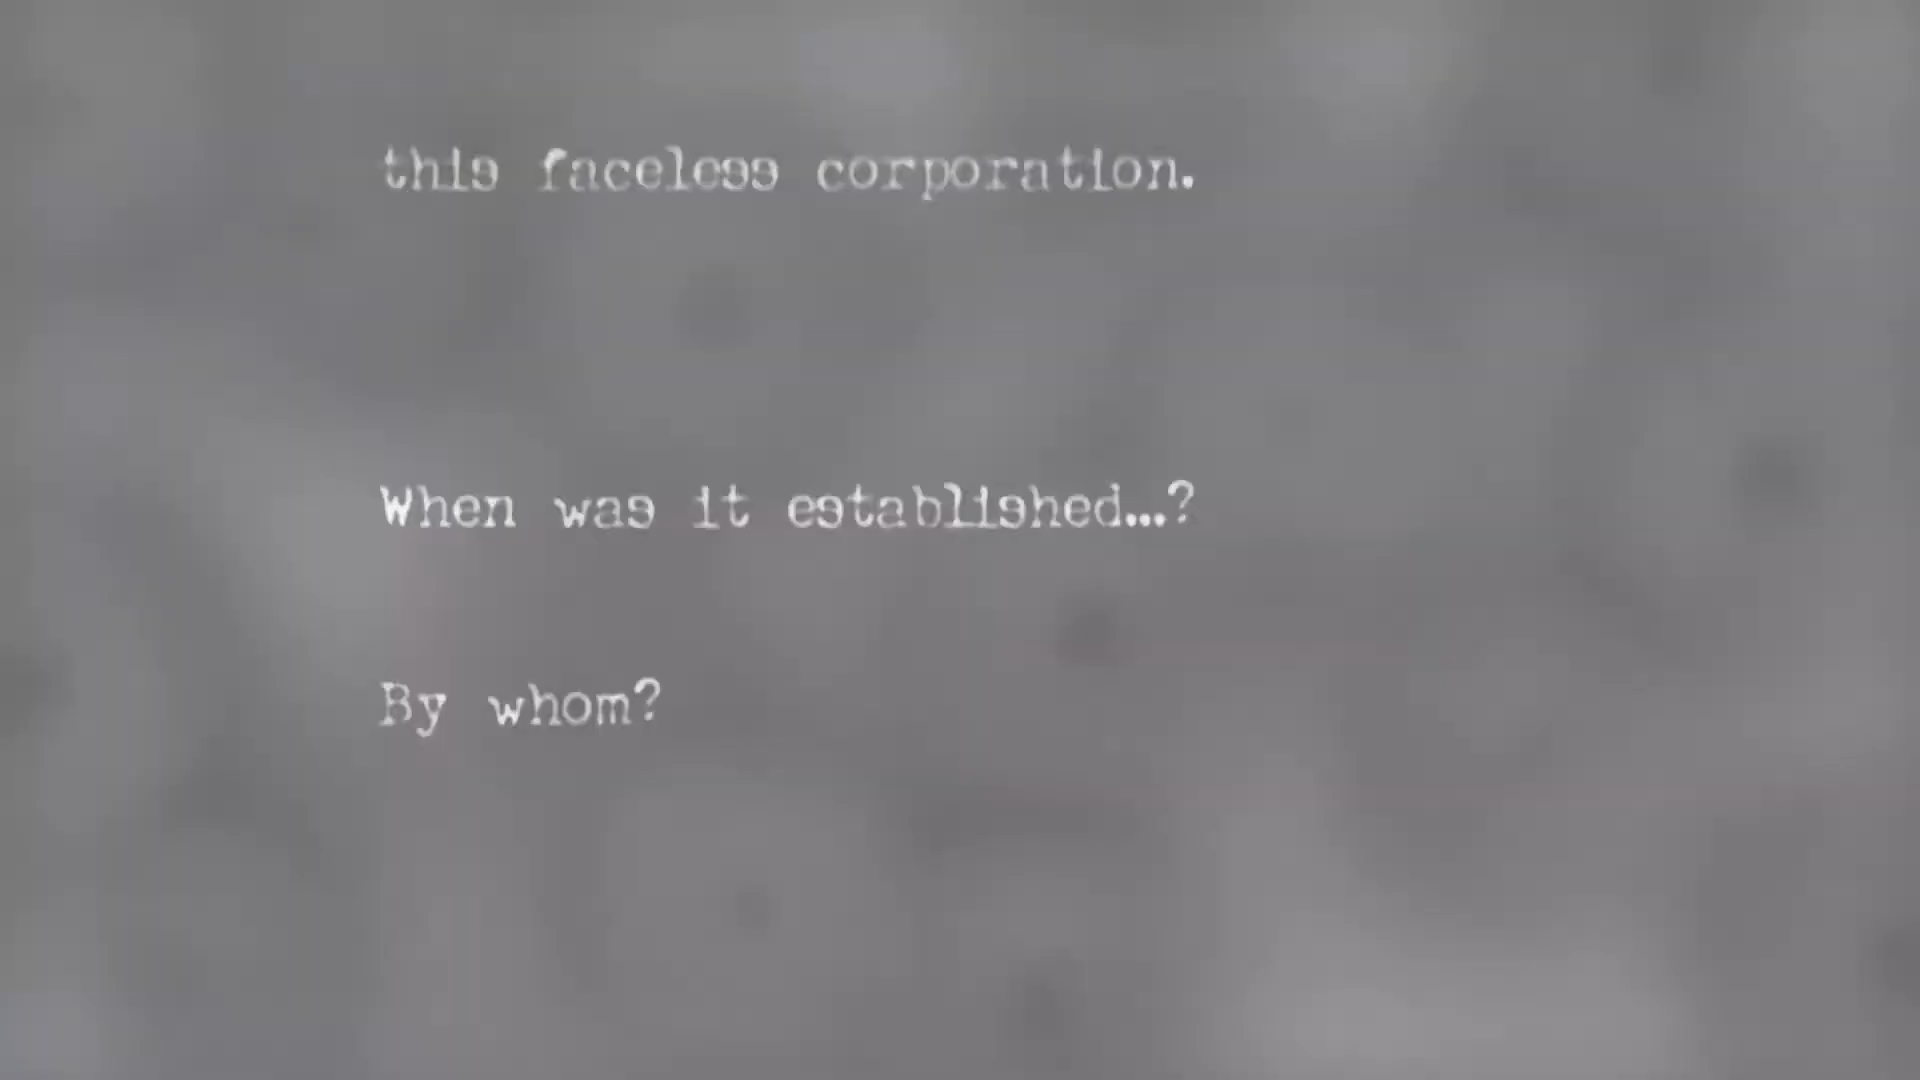 this faceless corporation.
When was it established...?
By whom?